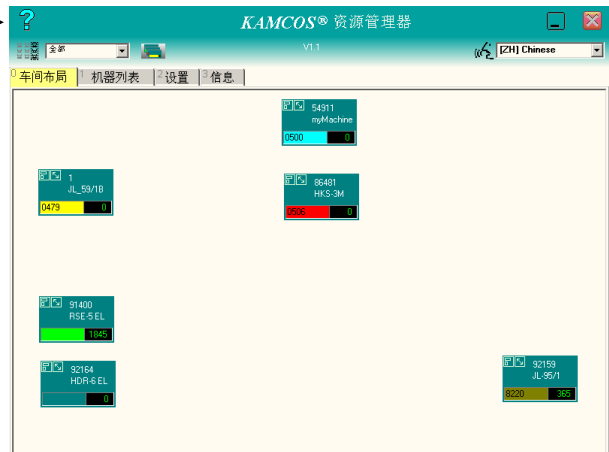 KAMCOS® 资源管理器
全部
V1.1
[ZH] Chinese
0 车间布局
1 机器列表
2 设置
3 信息
54911
myMachine
0500 0
1
JL_59/1B
0479 0
86481
HKS-3M
0506 0
91400
RSE-5 EL
1845
92164
HDR-6 EL
0
92159
JL-95/1
8220 365